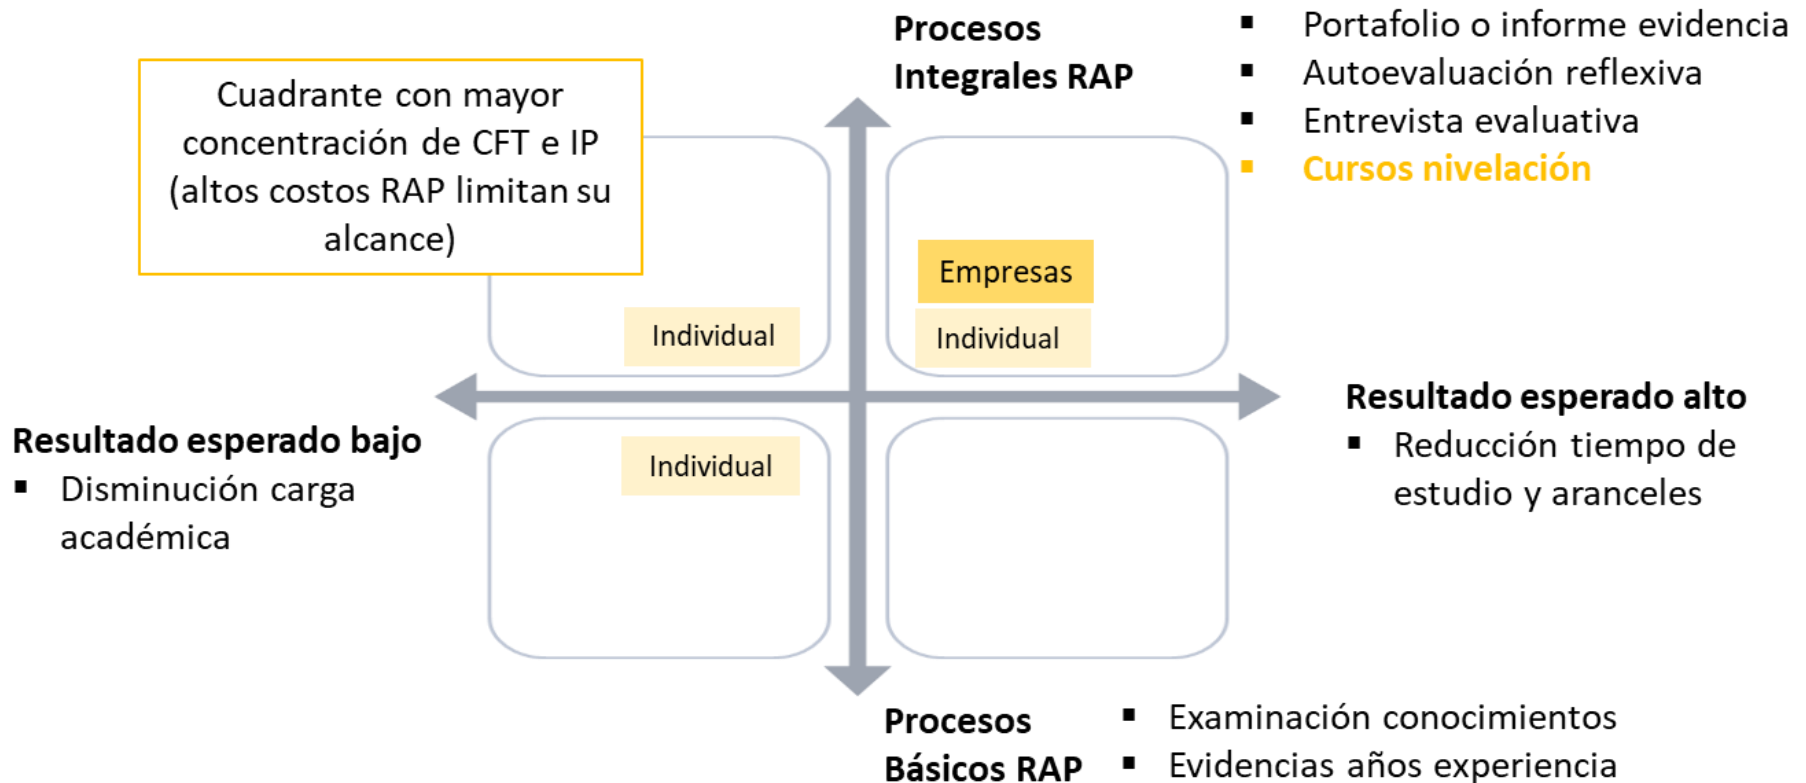 Procesos
Integrales RAP
▪ Portafolio o informe evidencia
▪ Autoevaluación reflexiva
▪ Entrevista evaluativa
▪ Cursos nivelación
Cuadrante con mayor
concentración de CFT e IP
(altos costos RAP limitan su
alcance)
Individual
Empresas
Individual
Resultado esperado bajo
▪ Disminución carga
académica
Individual
Resultado esperado alto
▪ Reducción tiempo de
estudio y aranceles
Procesos
Básicos RAP
▪ Examinación conocimientos
▪ Evidencias años experiencia